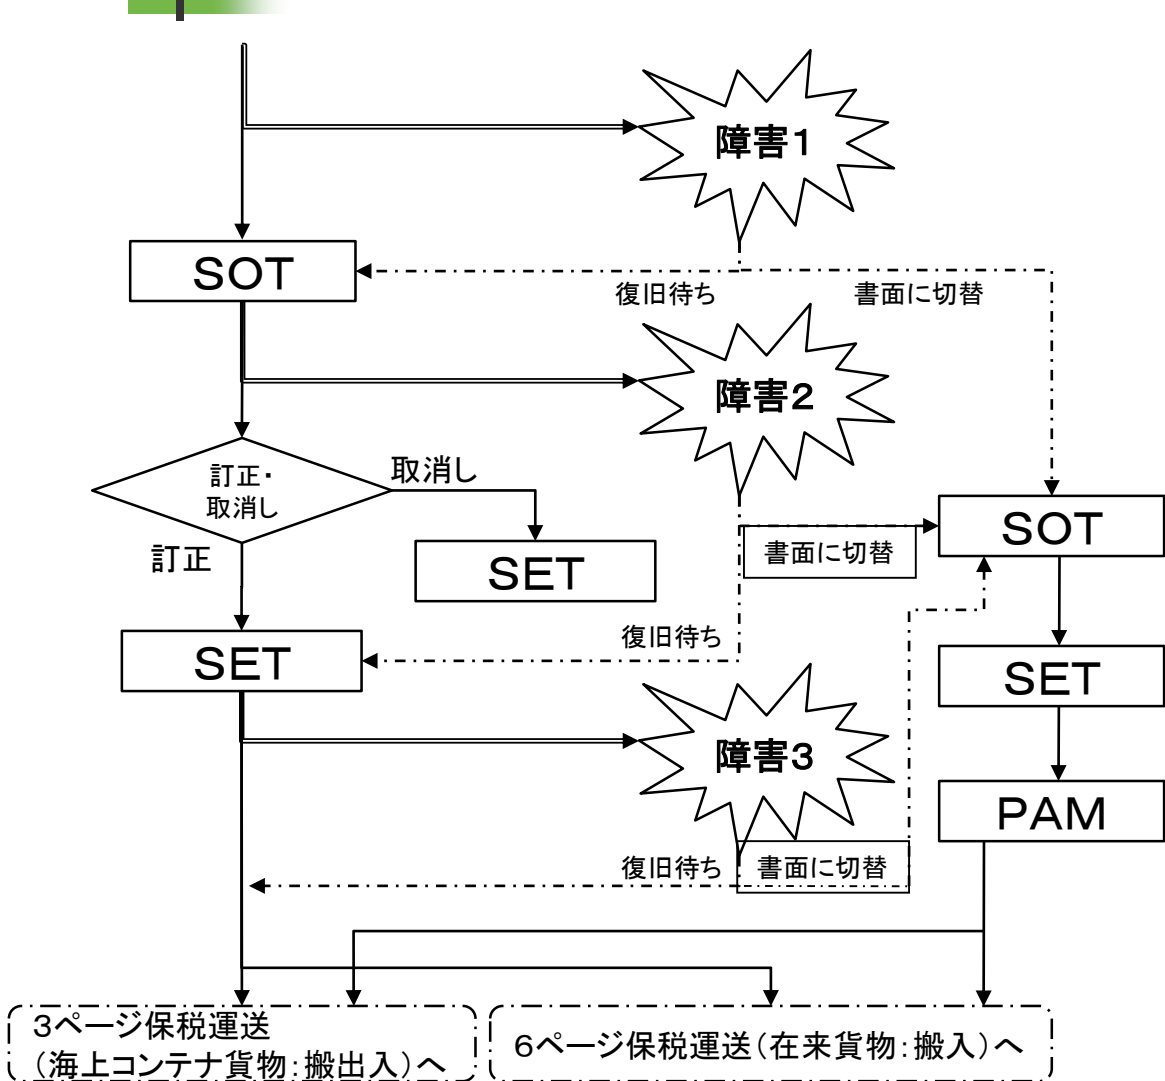 障害１
ＳＯＴ
復旧待ち
書面に切替
障害２
訂正・
取消し
取消し
訂正
ＳＥＴ
書面に切替
ＳＯＴ
復旧待ち
ＳＥＴ
ＳＥＴ
障害３
ＰＡＭ
復旧待ち
書面に切替
３ページ保税運送
（海上コンテナ貨物：搬出入）へ
６ページ保税運送（在来貨物：搬入）へ